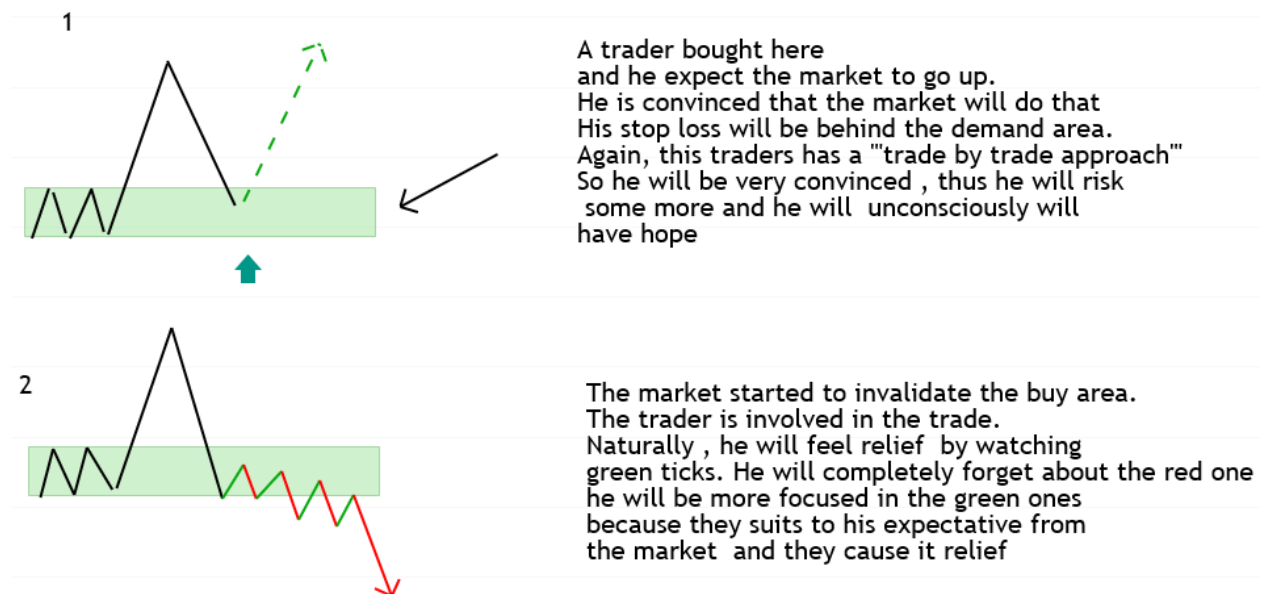 1
A trader bought here
and he expect the market to go up.
He is convinced that the market will do that
His stop loss will be behind the demand area.
Again, this traders has a "'trade by trade approach'"
So he will be very convinced , thus he will risk
some more and he will  unconsciously will
have hope
2
The market started to invalidate the buy area.
The trader is involved in the trade.
Naturally , he will feel relief  by watching
green ticks. He will completely forget about the red one
he will be more focused in the green ones
because they suits to his expectative from
the market  and they cause it relief